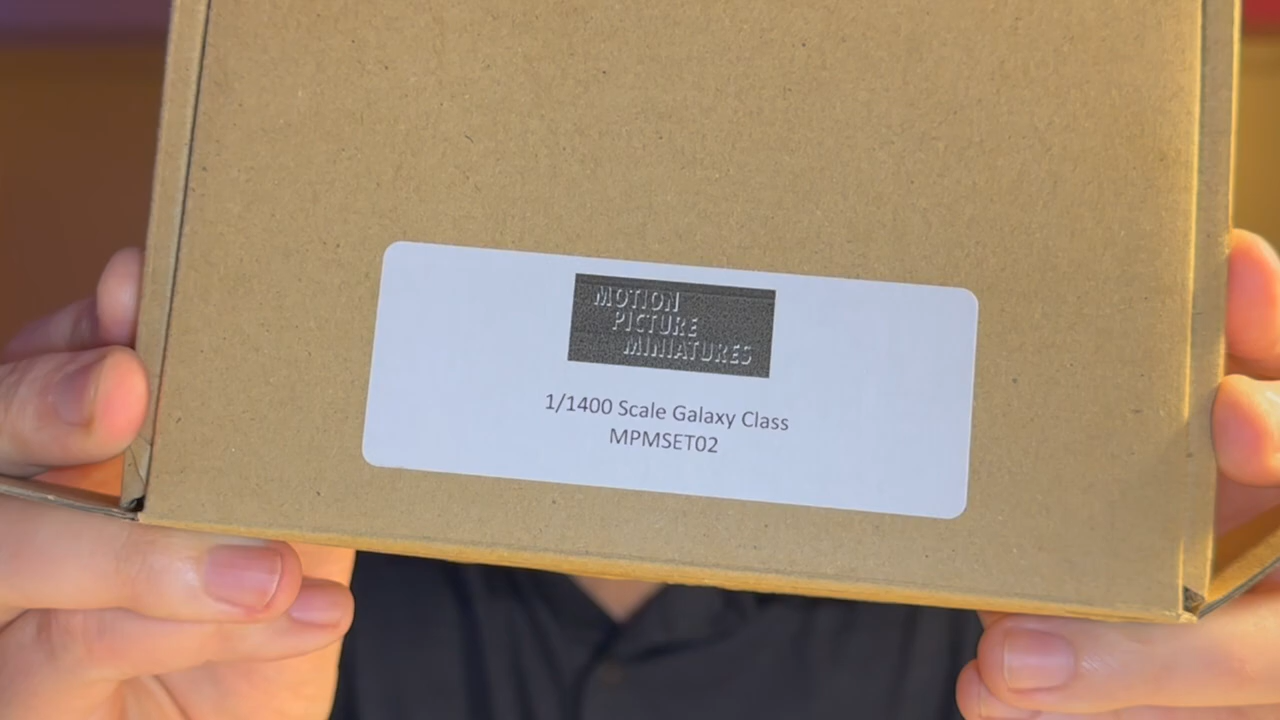 MOTION
PICTURE
MINIATURES
1/1400 Scale Galaxy Class
MPMSET02